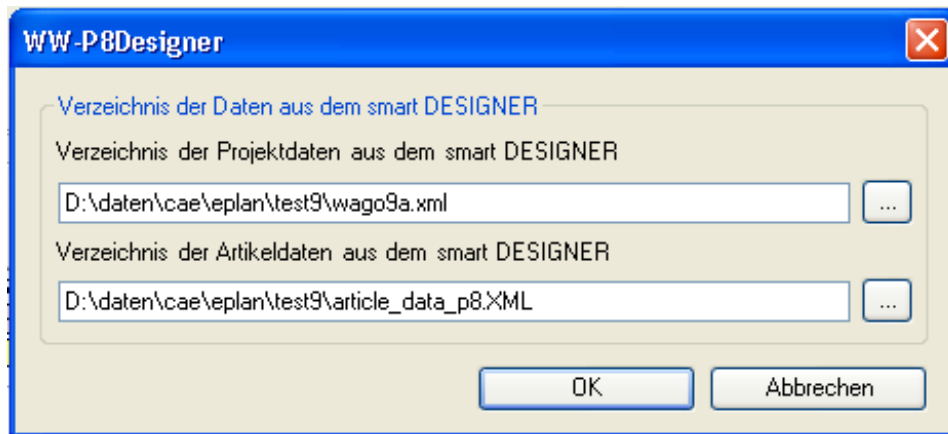 WW-P8Designer
Verzeichnis der Daten aus dem smart DESIGNER
Verzeichnis der Projektdaten aus dem smart DESIGNER
D:\daten\cae\eplan\test9\wago9a.xml
...
Verzeichnis der Artikeldaten aus dem smart DESIGNER
D:\daten\cae\eplan\test9\article_data_p8.XML
...
OK Abbrechen